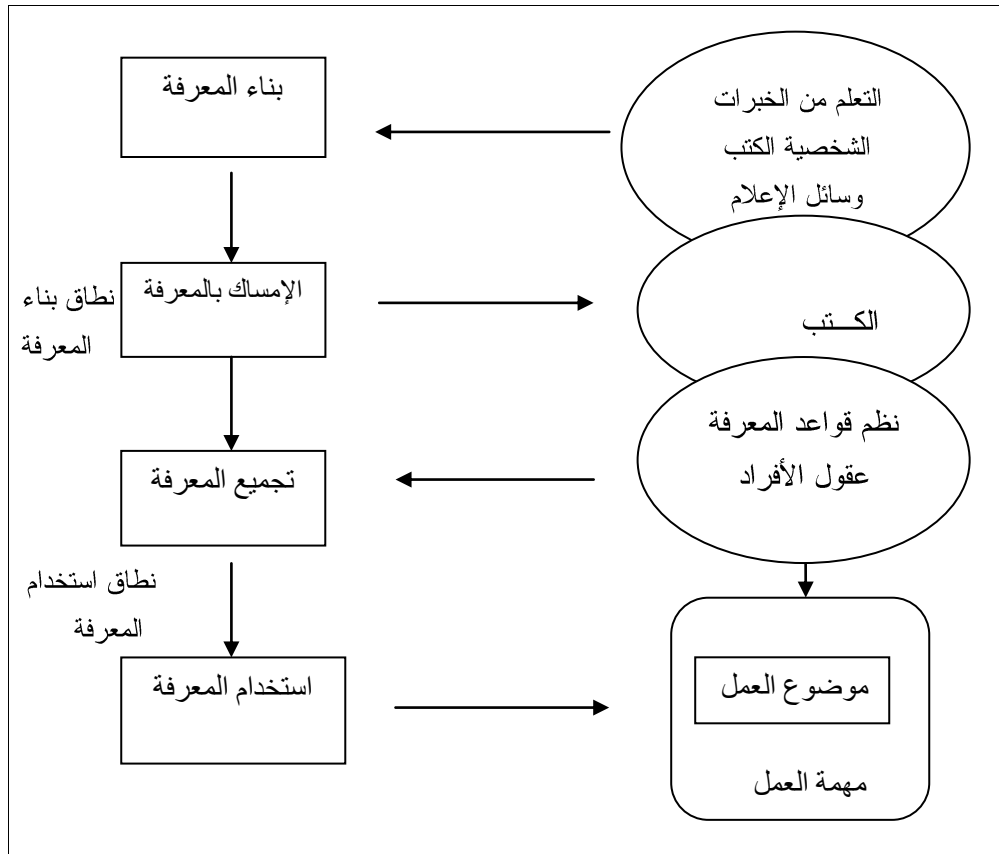 التعلم من الخبرات
الشخصية الكتب
وسائل الإعلام
بناء المعرفة
الكـــتب
الإمساك بالمعرفة
نطاق بناء
المعرفة
نظم قواعد المعرفة
عقول الأفراد
تجميع المعرفة
نطاق استخدام
المعرفة
موضوع العمل
مهمة العمل
استخدام المعرفة